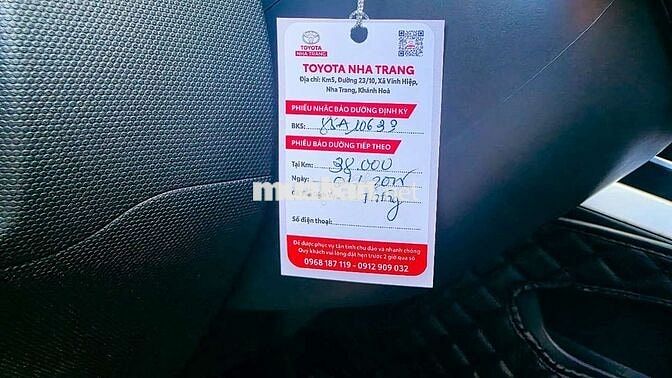 TOYOTA
NHA TRANG
TOYOTA NHA TRANG
Địa chỉ: Km5, Đường 23/10, Xã Vĩnh Hiệp,
Nha Trang, Khánh Hoà
PHIẾU NHẮC BẢO DƯỠNG ĐỊNH KỲ
BKS:
PHIẾU BẢO DƯỠNG TIẾP THEO
Tại Km: 38.000
Ngày:
muaban.net
Số điện thoại:
Để được phục vụ tận tình chu đáo và nhanh chóng
Quý khách vui lòng đặt hẹn trước 2 giờ qua số
0968 187 119 - 0912 909 032